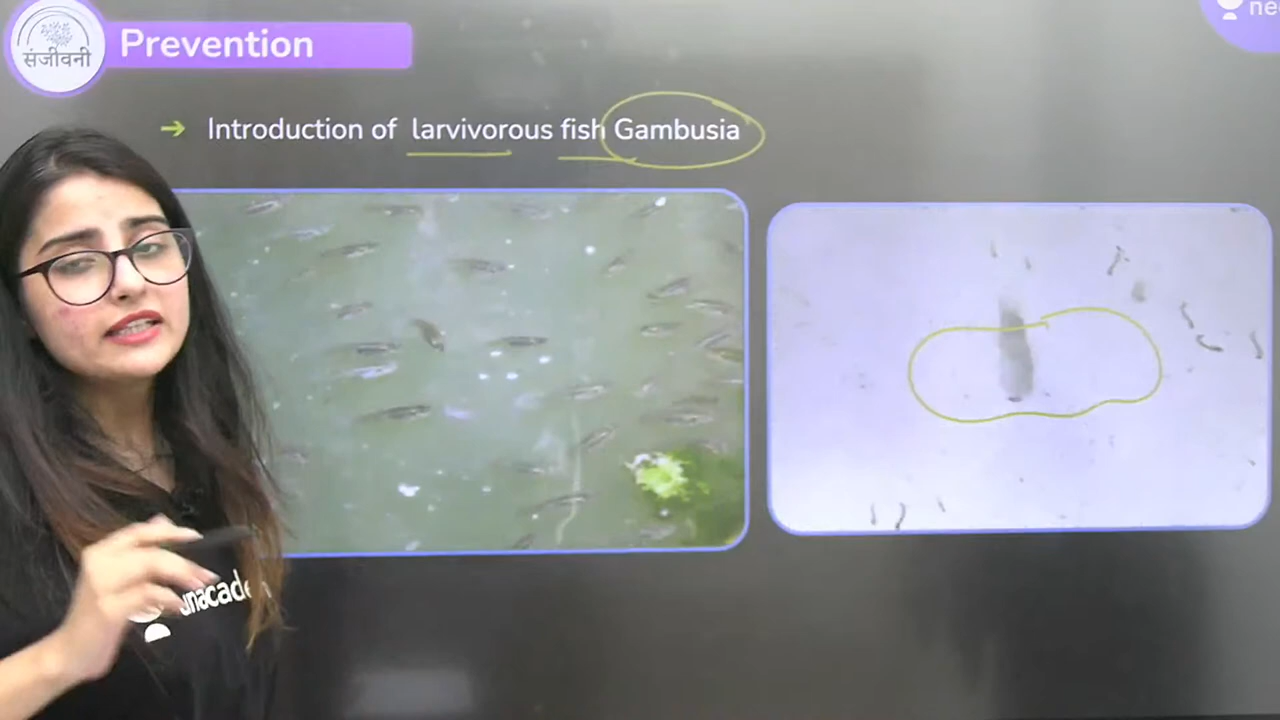 संजीवनी
Prevention
→ Introduction of larvivorous fish Gambusia